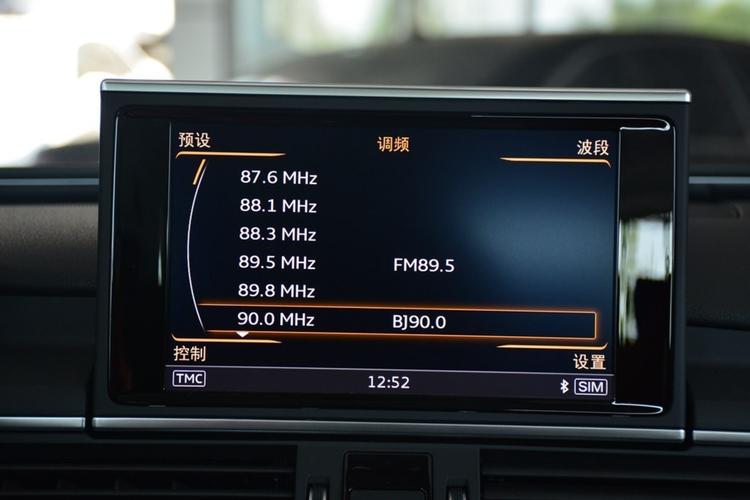 预设 调频 波段
87.6 MHz
88.1 MHz
88.3 MHz
89.5 MHz FM89.5
89.8 MHz
90.0 MHz BJ90.0
控制 设置
TMC 12:52 SIM